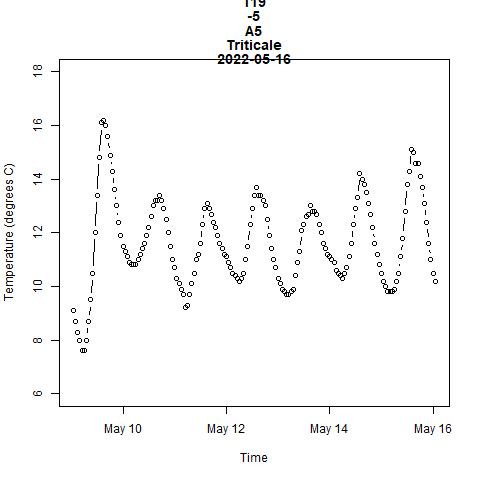 T19
-5
A5
Triticale
2022-05-16
18
16
14
12
10
8
6
Temperature (degrees C)
May 10
May 12
May 14
May 16
Time